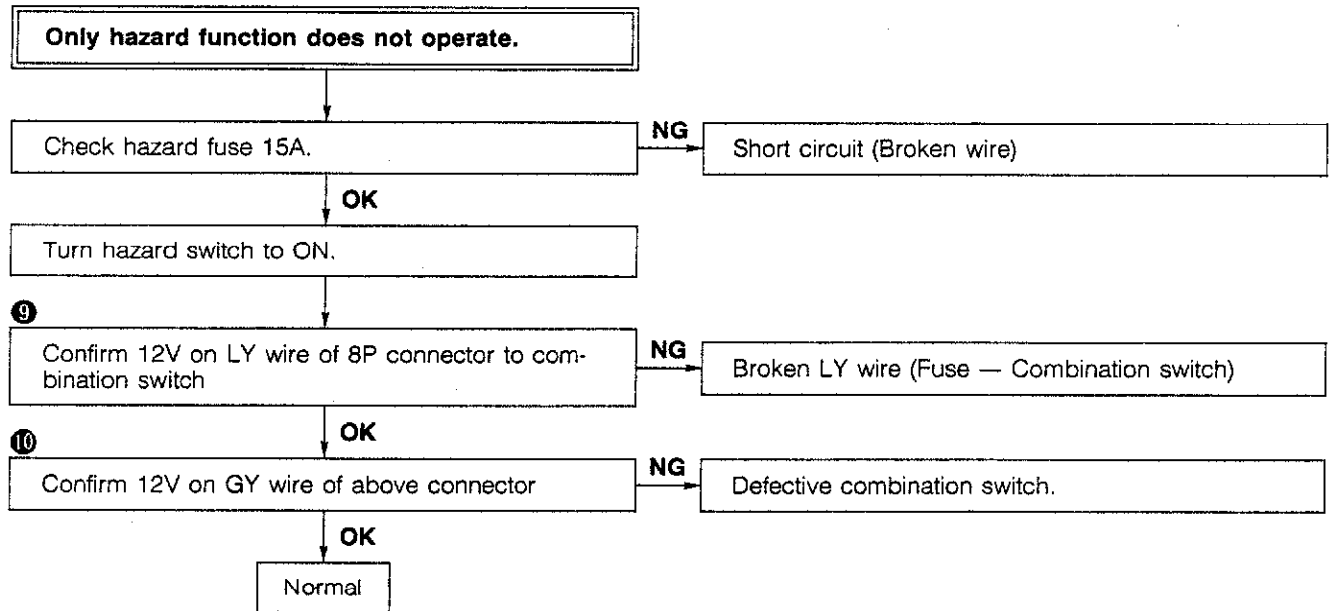 Only hazard function does not operate.
Check hazard fuse 15A.
NG
Short circuit (Broken wire)
OK
Turn hazard switch to ON.
❾
Confirm 12V on LY wire of 8P connector to com-
bination switch
NG
Broken LY wire (Fuse — Combination switch)
OK
❿
Confirm 12V on GY wire of above connector
NG
Defective combination switch.
OK
Normal